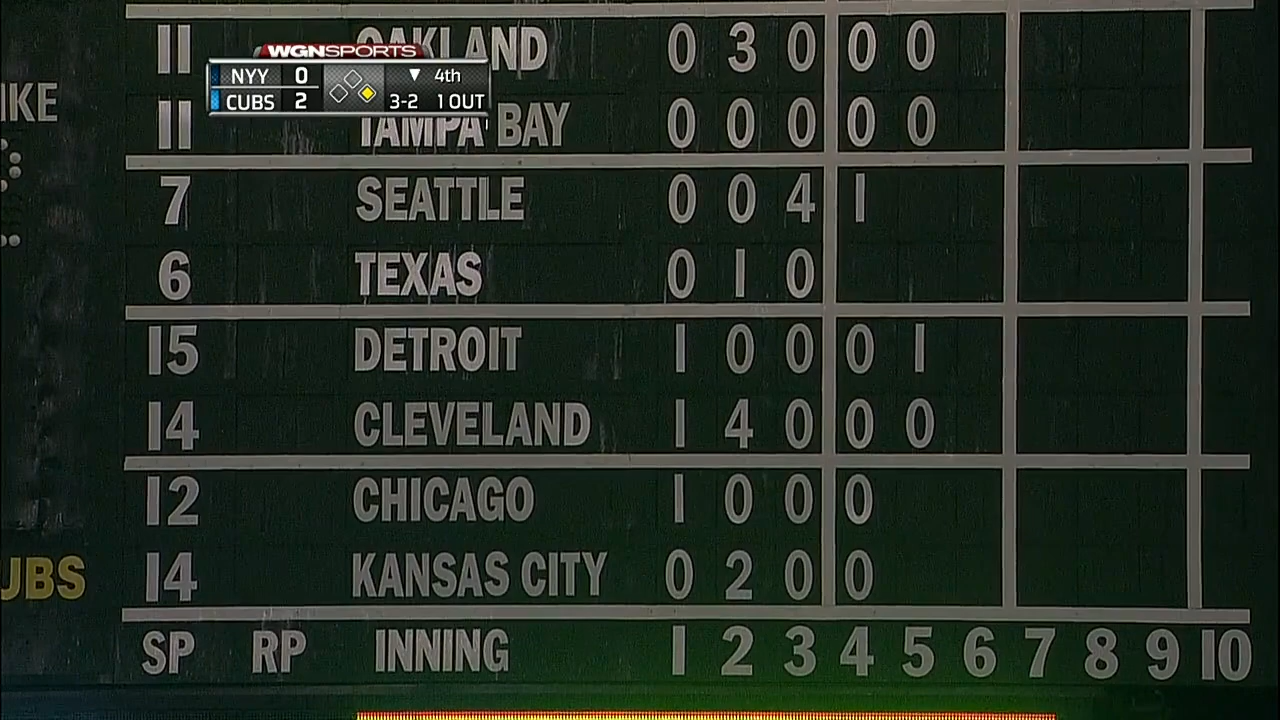 WGNSPORTS
NYY 0 ▼ 4th
CUBS 2 3-2 1 OUT
11 OAKLAND 0 3 0 0 0
11 TAMPA BAY 0 0 0 0 0
IKE
7 SEATTLE 0 0 4 1
6 TEXAS 0 1 0
15 DETROIT 1 0 0 0 1
14 CLEVELAND 1 4 0 0 0
12 CHICAGO 1 0 0 0
14 KANSAS CITY 0 2 0 0
UBS
SP RP INNING 1 2 3 4 5 6 7 8 9 10